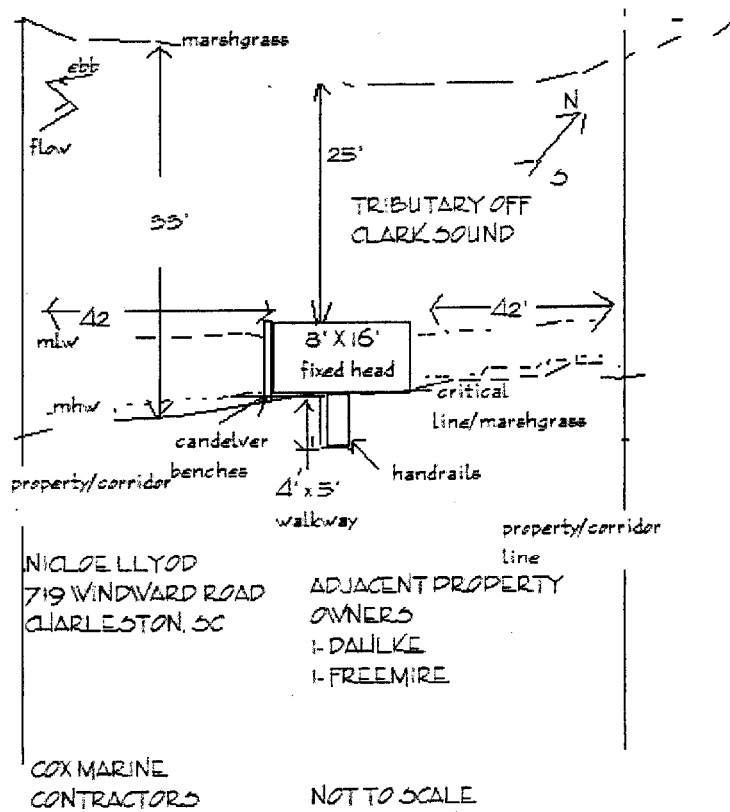 marshgrass
ebb
flow
N
S
25'
TRIBUTARY OFF
CLARK SOUND
33'
42
42'
mlw
8' X 16'
fixed head
mhw
critical
line/marshgrass
candelver
benches
handrails
4' x 5'
walkway
property/corridor
property/corridor
line
NICLOE LLYOD
719 WINDWARD ROAD
CHARLESTON, SC
ADJACENT PROPERTY
OWNERS
1- DAHLKE
1- FREEMIRE
COX MARINE
CONTRACTORS
NOT TO SCALE